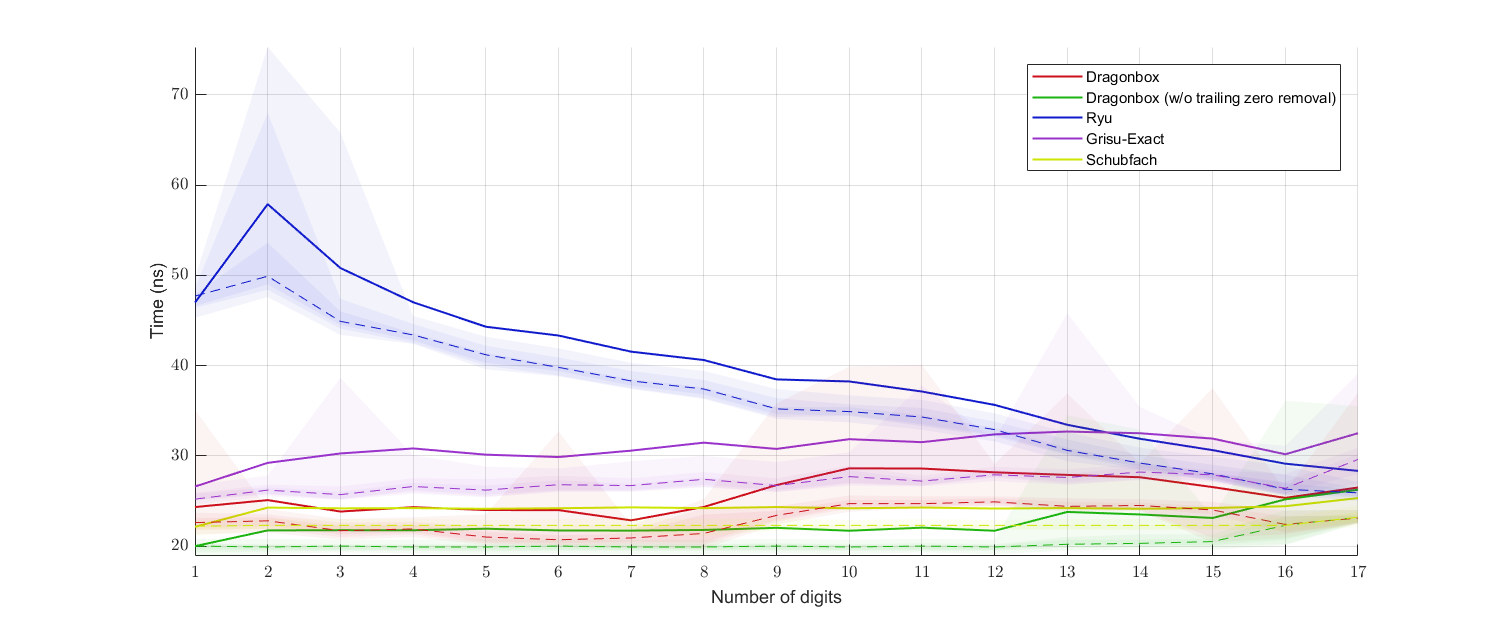 70
60
50
40
30
20
Time (ns)
Dragonbox
Dragonbox (w/o trailing zero removal)
Ryu
Grisu-Exact
Schubfach
1 2 3 4 5 6 7 8 9 10 11 12 13 14 15 16 17
Number of digits